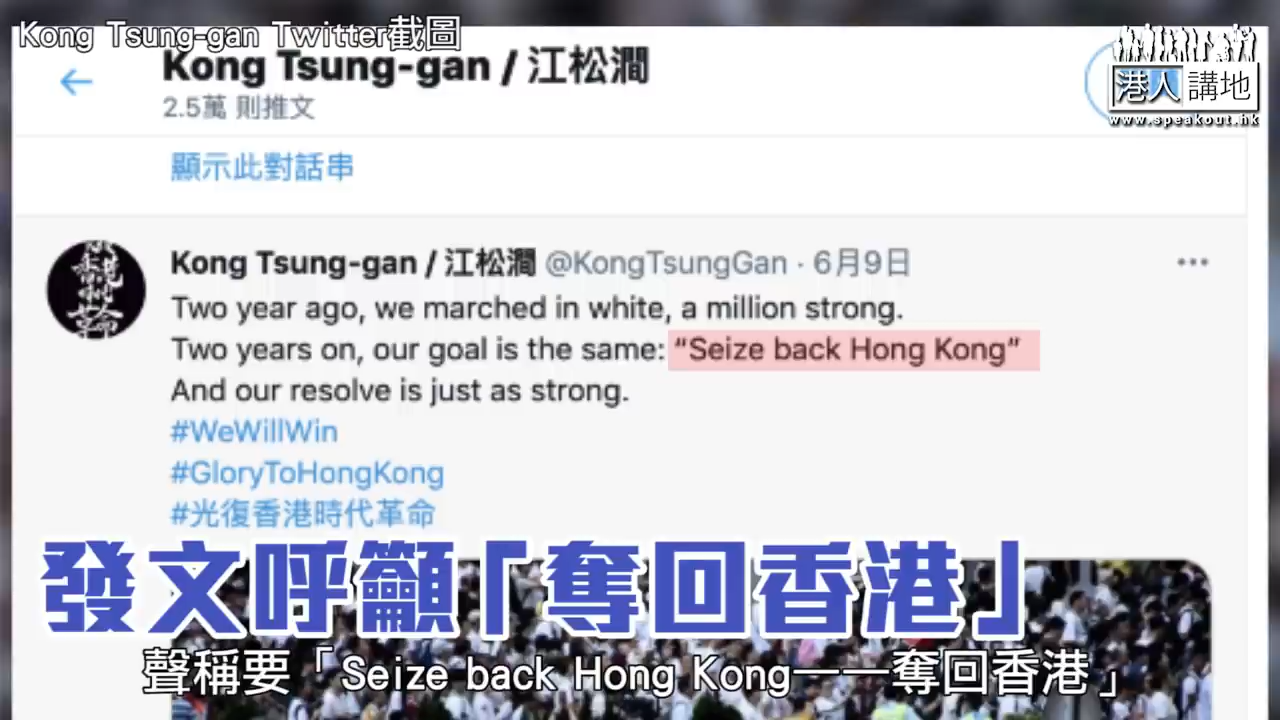 Kong Tsung-gan Twitter截圖
Kong Tsung-gan / 江松澗
2.5萬 則推文
港人講地
www.speakout.hk
顯示此對話串
Kong Tsung-gan / 江松澗 @KongTsungGan · 6月9日
Two year ago, we marched in white, a million strong.
Two years on, our goal is the same: “Seize back Hong Kong”
And our resolve is just as strong.
#WeWillWin
#GloryToHongKong
#光復香港時代革命
發文呼籲「奪回香港」
聲稱要「Seize back Hong Kong——奪回香港」